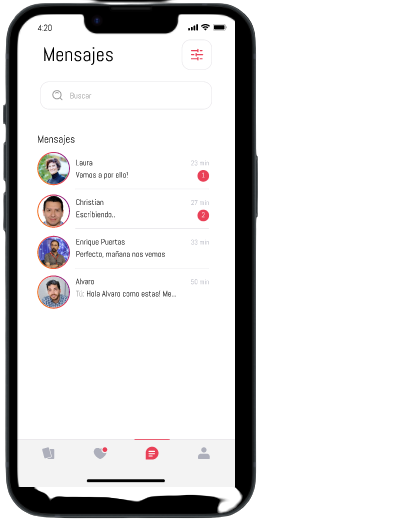 4:20
Mensajes
Buscar
Mensajes
Laura
23 min
Vamos a por ello!
1
Christian
27 min
Escribiendo..
2
Enrique Puertas
32 min
Perfecto, mañana nos vemos
Alvaro
50 min
Tú: Hola Alvaro como estas! Me...